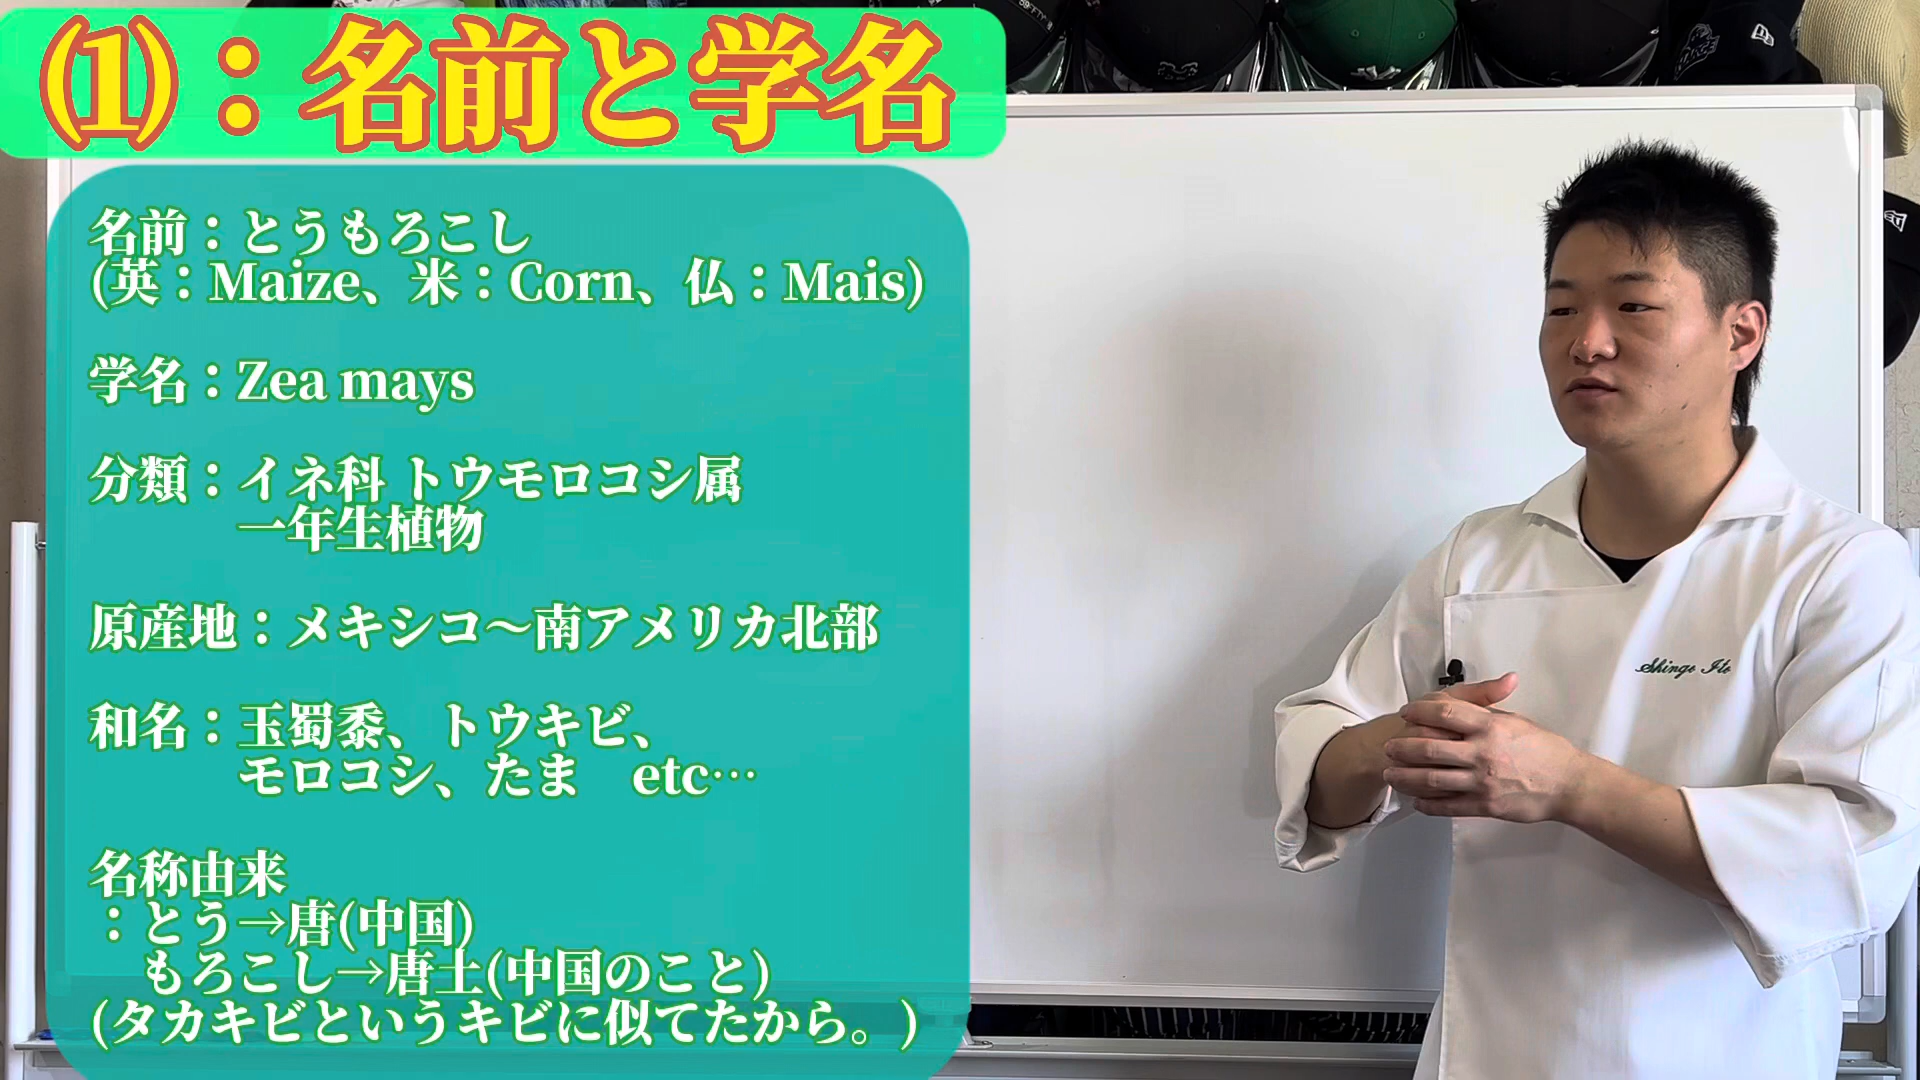 (1)：名前と学名
名前：とうもろこし
(英：Maize、米：Corn、仏：Mais)
学名：Zea mays
分類：イネ科 トウモロコシ属
一年生植物
原産地：メキシコ〜南アメリカ北部
和名：玉蜀黍、トウキビ、
モロコシ、たま　etc…
名称由来
：とう→唐(中国)
もろこし→唐土(中国のこと)
(タカキビというキビに似てたから。)
Shingo Ito